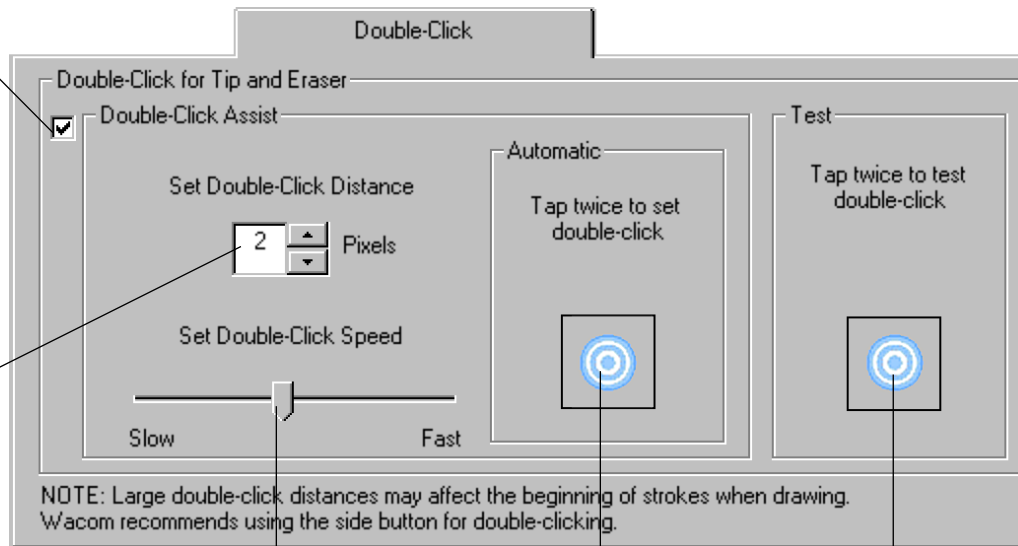 Double-Click
Double-Click for Tip and Eraser
Double-Click Assist
Set Double-Click Distance
2
Pixels
Set Double-Click Speed
Slow
Fast
Automatic
Tap twice to set
double-click
Test
Tap twice to test
double-click
NOTE: Large double-click distances may affect the beginning of strokes when drawing.
Wacom recommends using the side button for double-clicking.